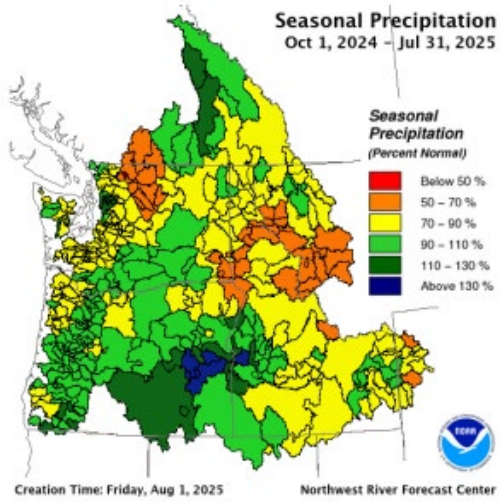 Seasonal Precipitation
Oct 1, 2024 – Jul 31, 2025
Seasonal
Precipitation
(Percent Normal)
Below 50 %
50 – 70 %
70 – 90 %
90 – 110 %
110 – 130 %
Above 130 %
NOAA
Creation Time: Friday, Aug 1, 2025
Northwest River Forecast Center